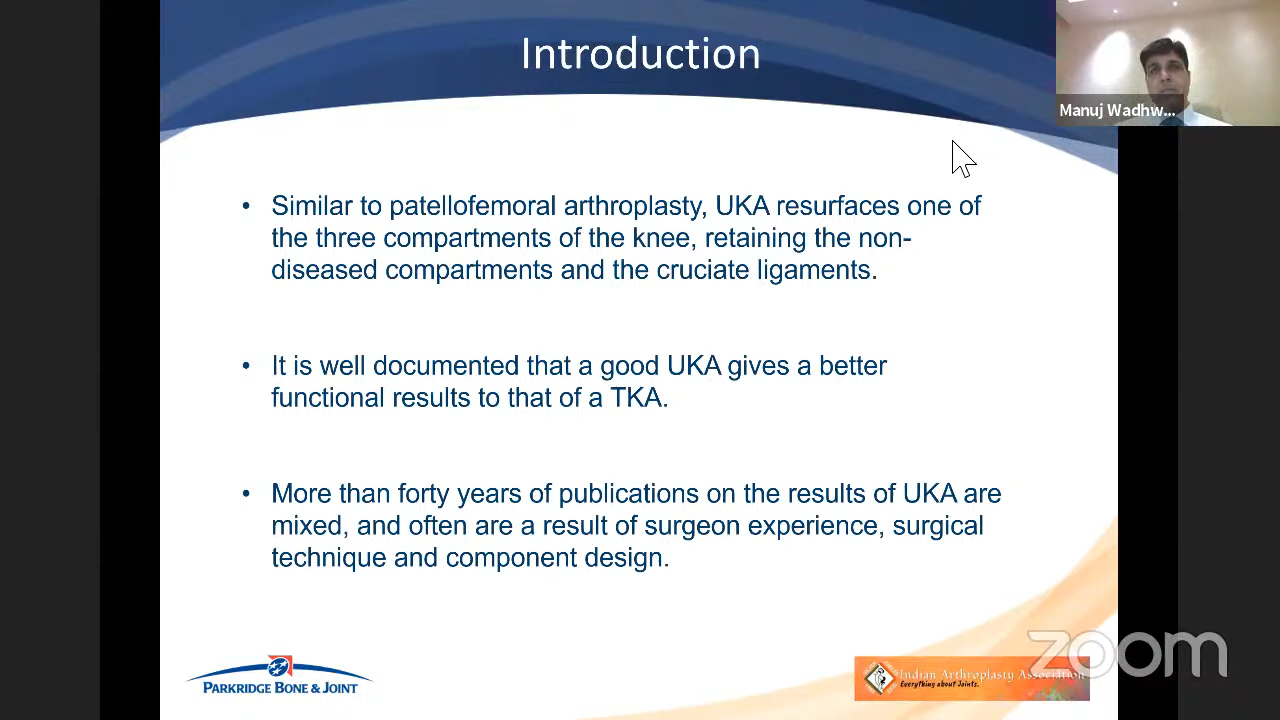 Introduction
Manuj Wadhw...
• Similar to patellofemoral arthroplasty, UKA resurfaces one of
the three compartments of the knee, retaining the non-
diseased compartments and the cruciate ligaments.
• It is well documented that a good UKA gives a better
functional results to that of a TKA.
• More than forty years of publications on the results of UKA are
mixed, and often are a result of surgeon experience, surgical
technique and component design.
PARKRIDGE BONE & JOINT
Indian Arthroplasty Association
Everything about Joints.
zoom